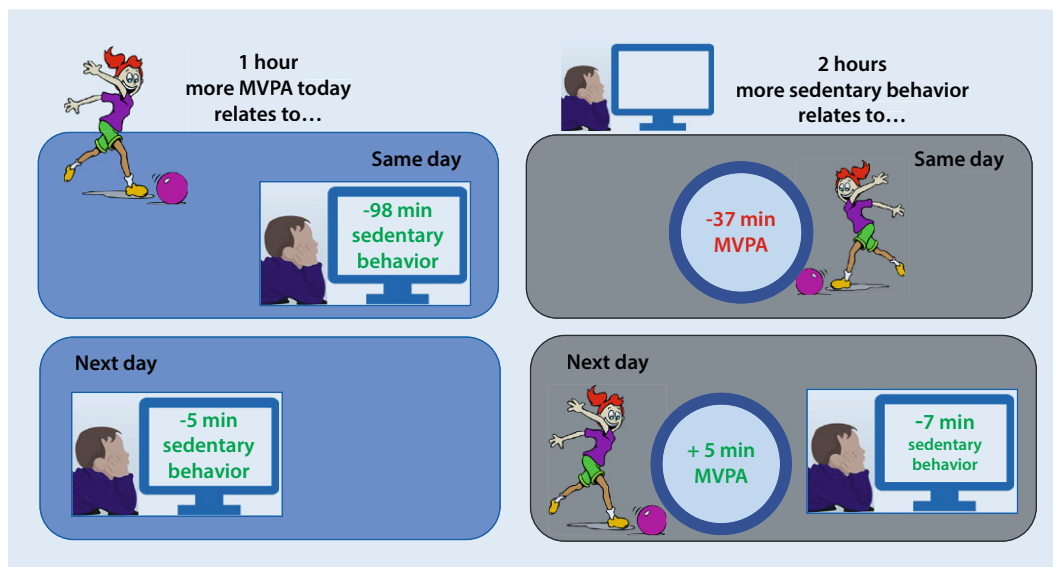 1 hour
more MVPA today
relates to…
Same day
-98 min
sedentary
behavior
Next day
-5 min
sedentary
behavior
2 hours
more sedentary behavior
relates to…
Same day
-37 min
MVPA
Next day
+ 5 min
MVPA
-7 min
sedentary
behavior